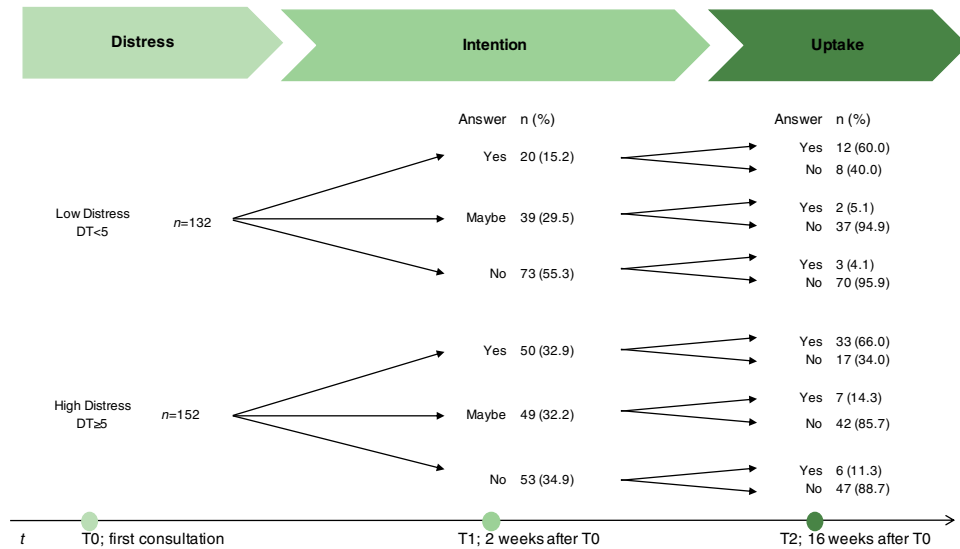 Distress
Intention
Uptake
Answer n (%)
Answer n (%)
Yes 20 (15.2)
Yes 12 (60.0)
No 8 (40.0)
Low Distress
DT<5
n=132
Maybe 39 (29.5)
Yes 2 (5.1)
No 37 (94.9)
No 73 (55.3)
Yes 3 (4.1)
No 70 (95.9)
Yes 50 (32.9)
Yes 33 (66.0)
No 17 (34.0)
High Distress
DT≥5
n=152
Maybe 49 (32.2)
Yes 7 (14.3)
No 42 (85.7)
No 53 (34.9)
Yes 6 (11.3)
No 47 (88.7)
t
T0; first consultation
T1; 2 weeks after T0
T2; 16 weeks after T0